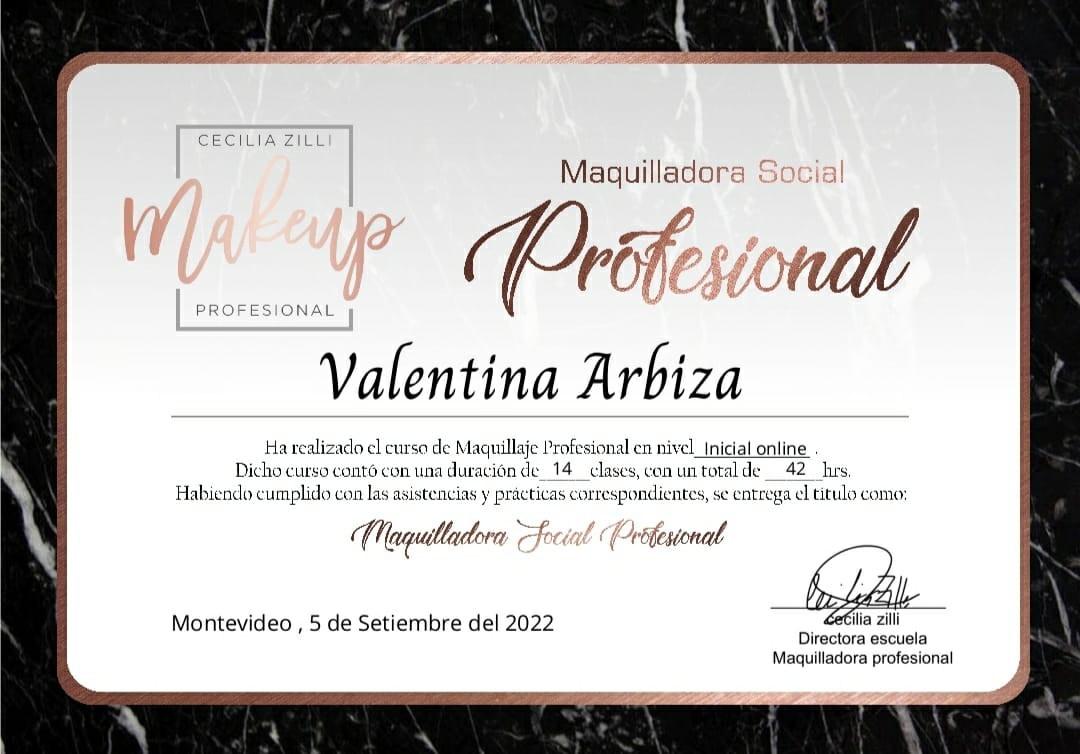 CECILIA ZILLI
Makeup
PROFESIONAL
Maquilladora Social
Profesional
Valentina Arbiza
Ha realizado el curso de Maquillaje Profesional en nivel Inicial online .
Dicho curso contó con una duración de 14 clases, con un total de 42 hrs.
Habiendo cumplido con las asistencias y prácticas correspondientes, se entrega el titulo como:
Maquilladora Social Profesional
Montevideo , 5 de Setiembre del 2022
Cecilia Zilli
cecilia zilli
Directora escuela
Maquilladora profesional